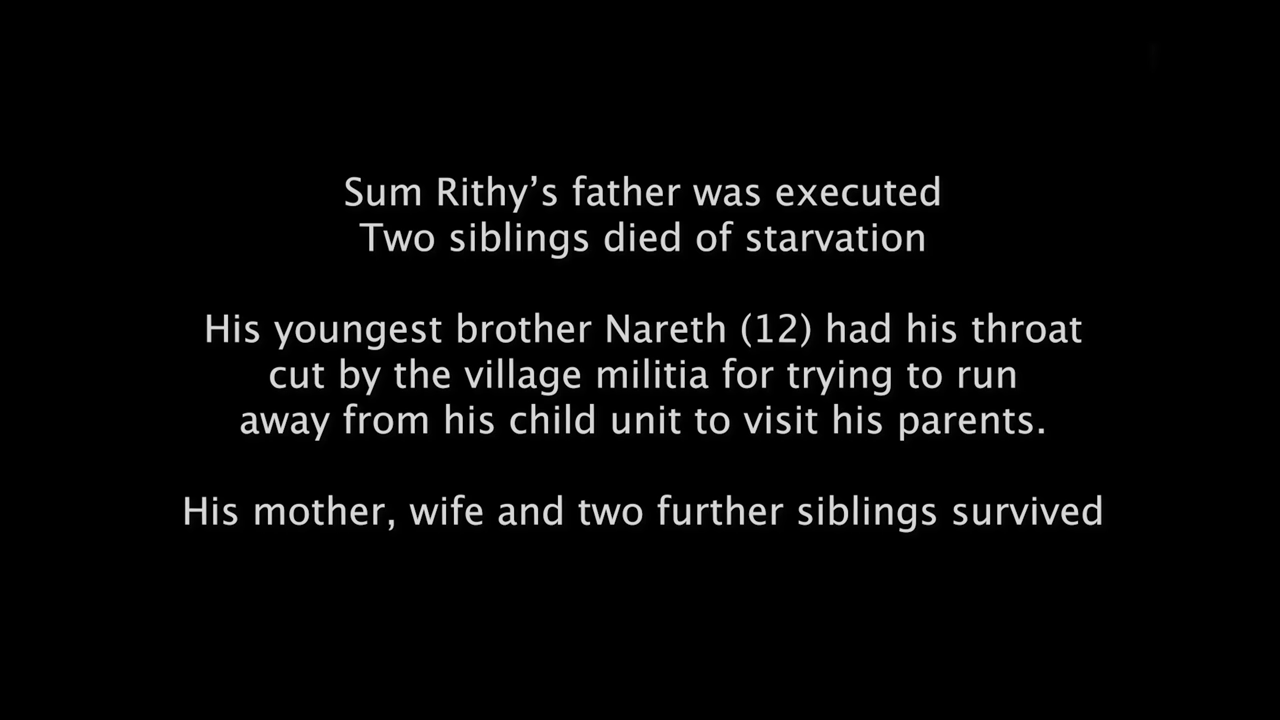 Sum Rithy’s father was executed
Two siblings died of starvation
His youngest brother Nareth (12) had his throat
cut by the village militia for trying to run
away from his child unit to visit his parents.
His mother, wife and two further siblings survived